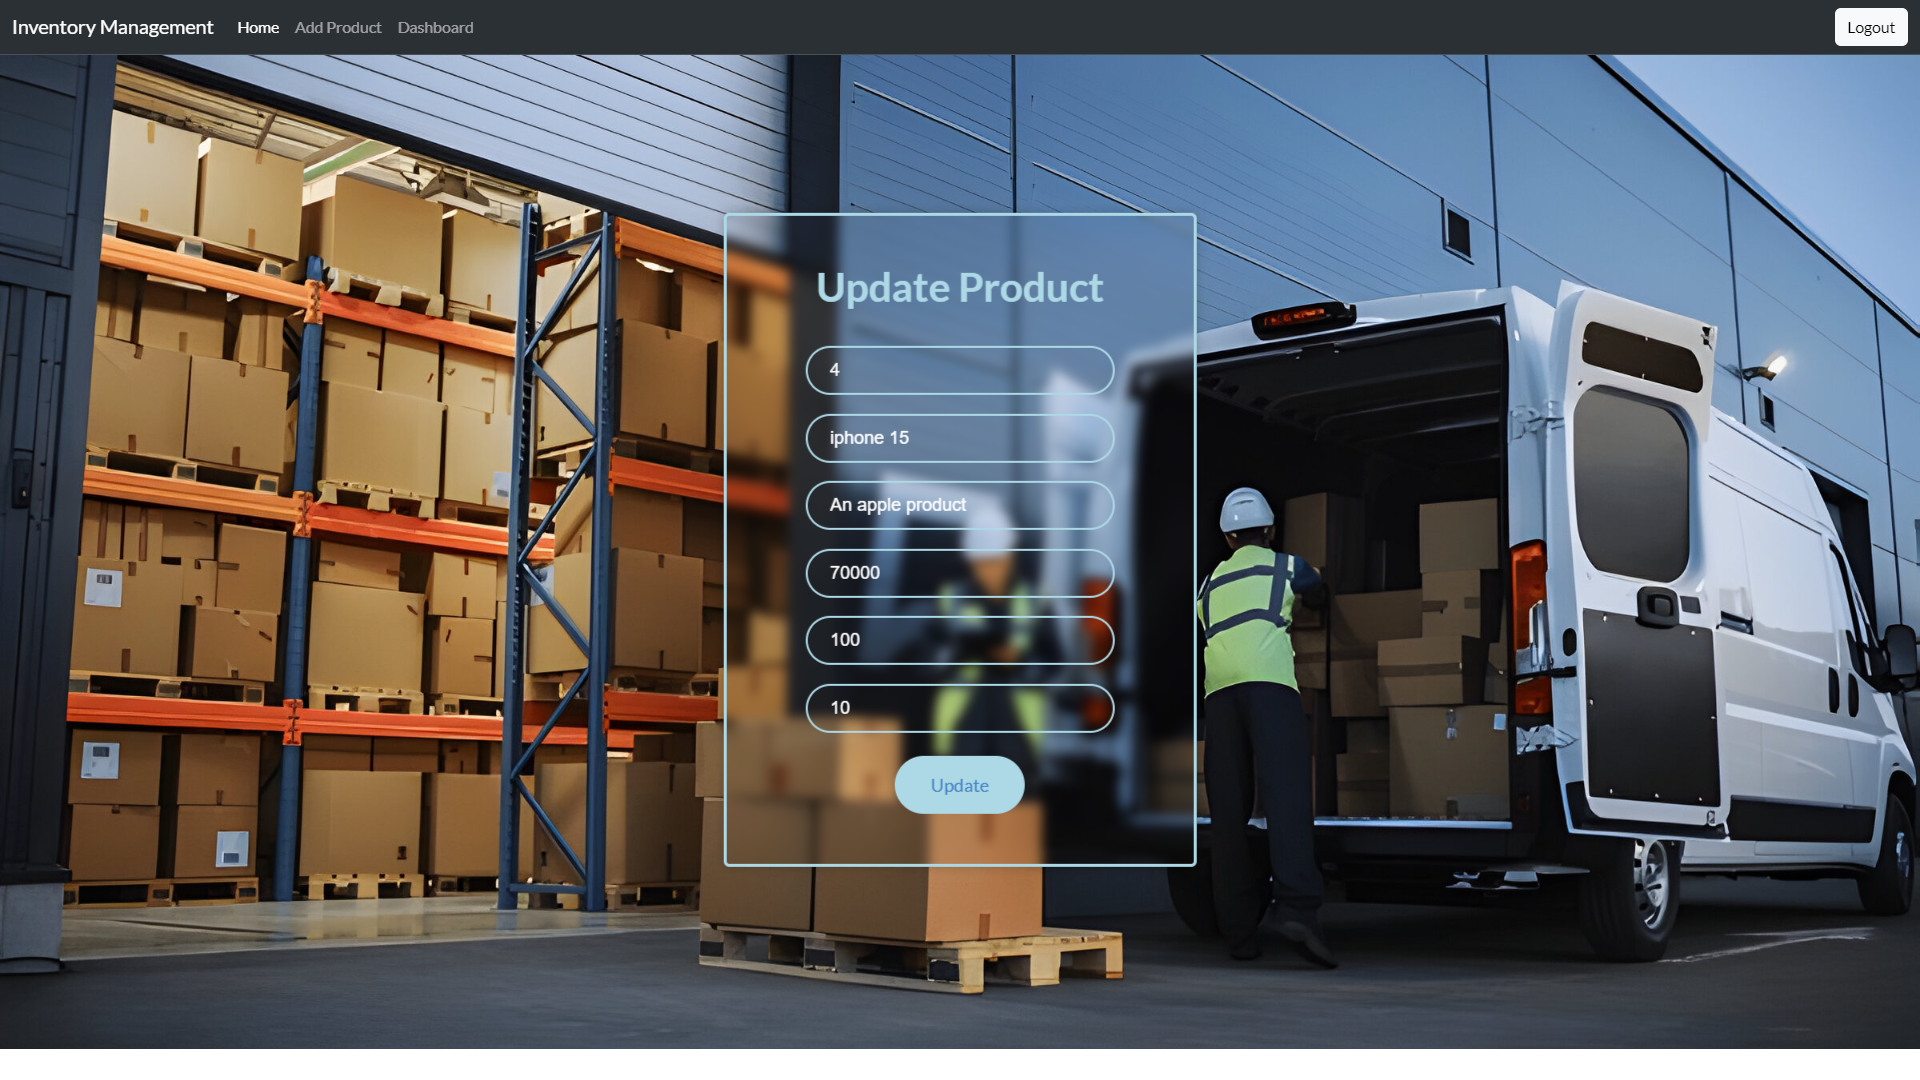 Inventory Management Home Add Product Dashboard Logout
Update Product
4
iphone 15
An apple product
70000
100
10
Update